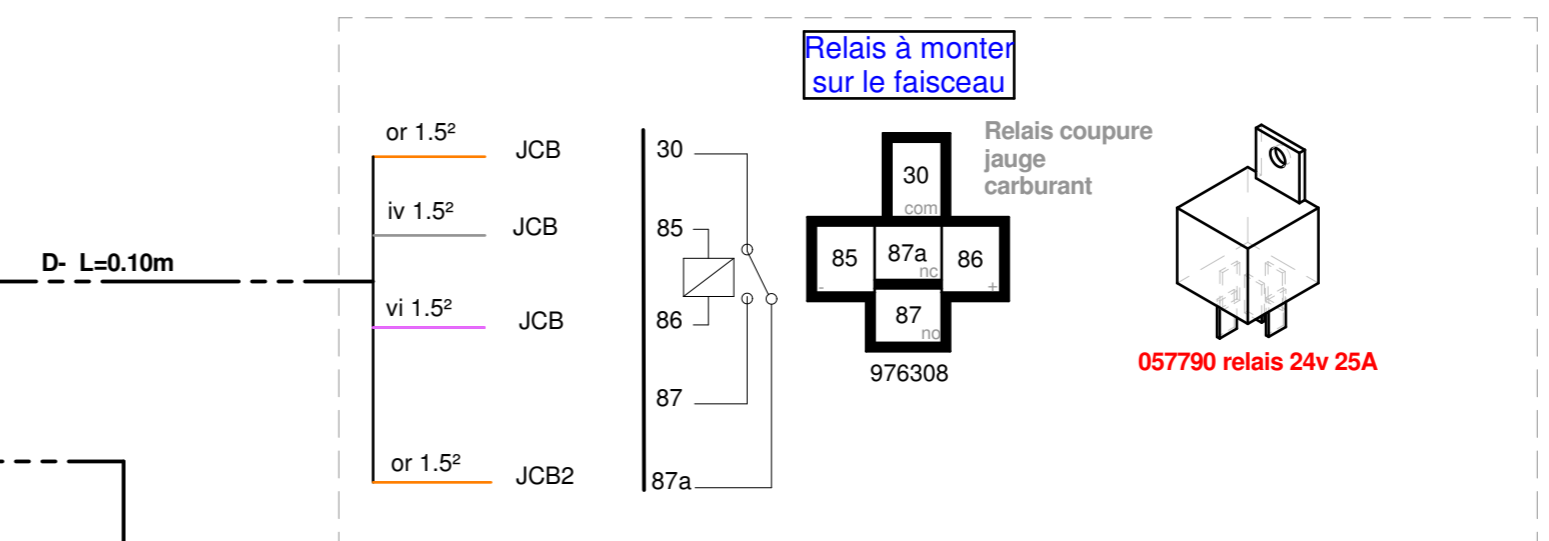 Relais à monter
sur le faisceau
or 1.5²
JCB
30
30
com
Relais coupure
jauge
carburant
iv 1.5²
JCB
85
85
-
87a
nc
86
+
D- L=0.10m
vi 1.5²
JCB
86
87
no
057790 relais 24v 25A
976308
87
or 1.5²
JCB2
87a